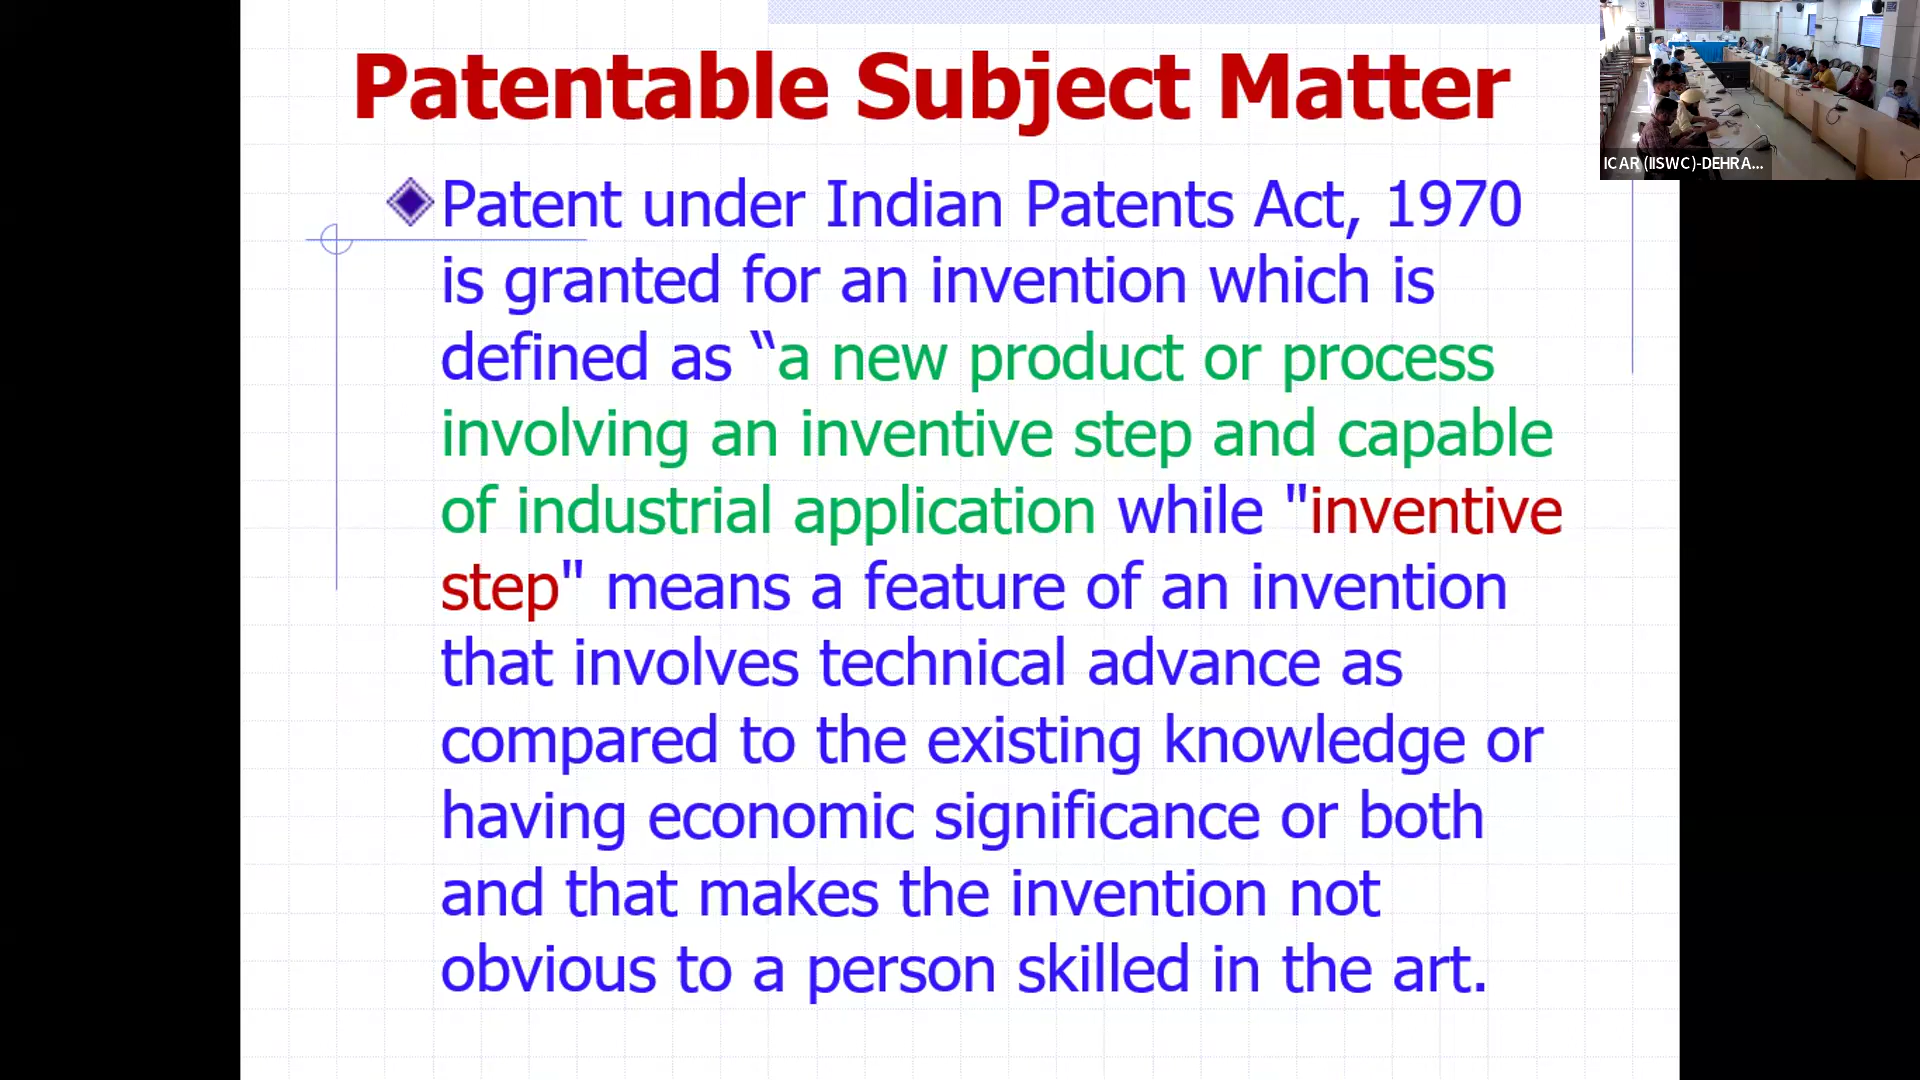 Patentable Subject Matter
Patent under Indian Patents Act, 1970
is granted for an invention which is
defined as “a new product or process
involving an inventive step and capable
of industrial application while "inventive
step" means a feature of an invention
that involves technical advance as
compared to the existing knowledge or
having economic significance or both
and that makes the invention not
obvious to a person skilled in the art.
ICAR (IISWC)-DEHRA...